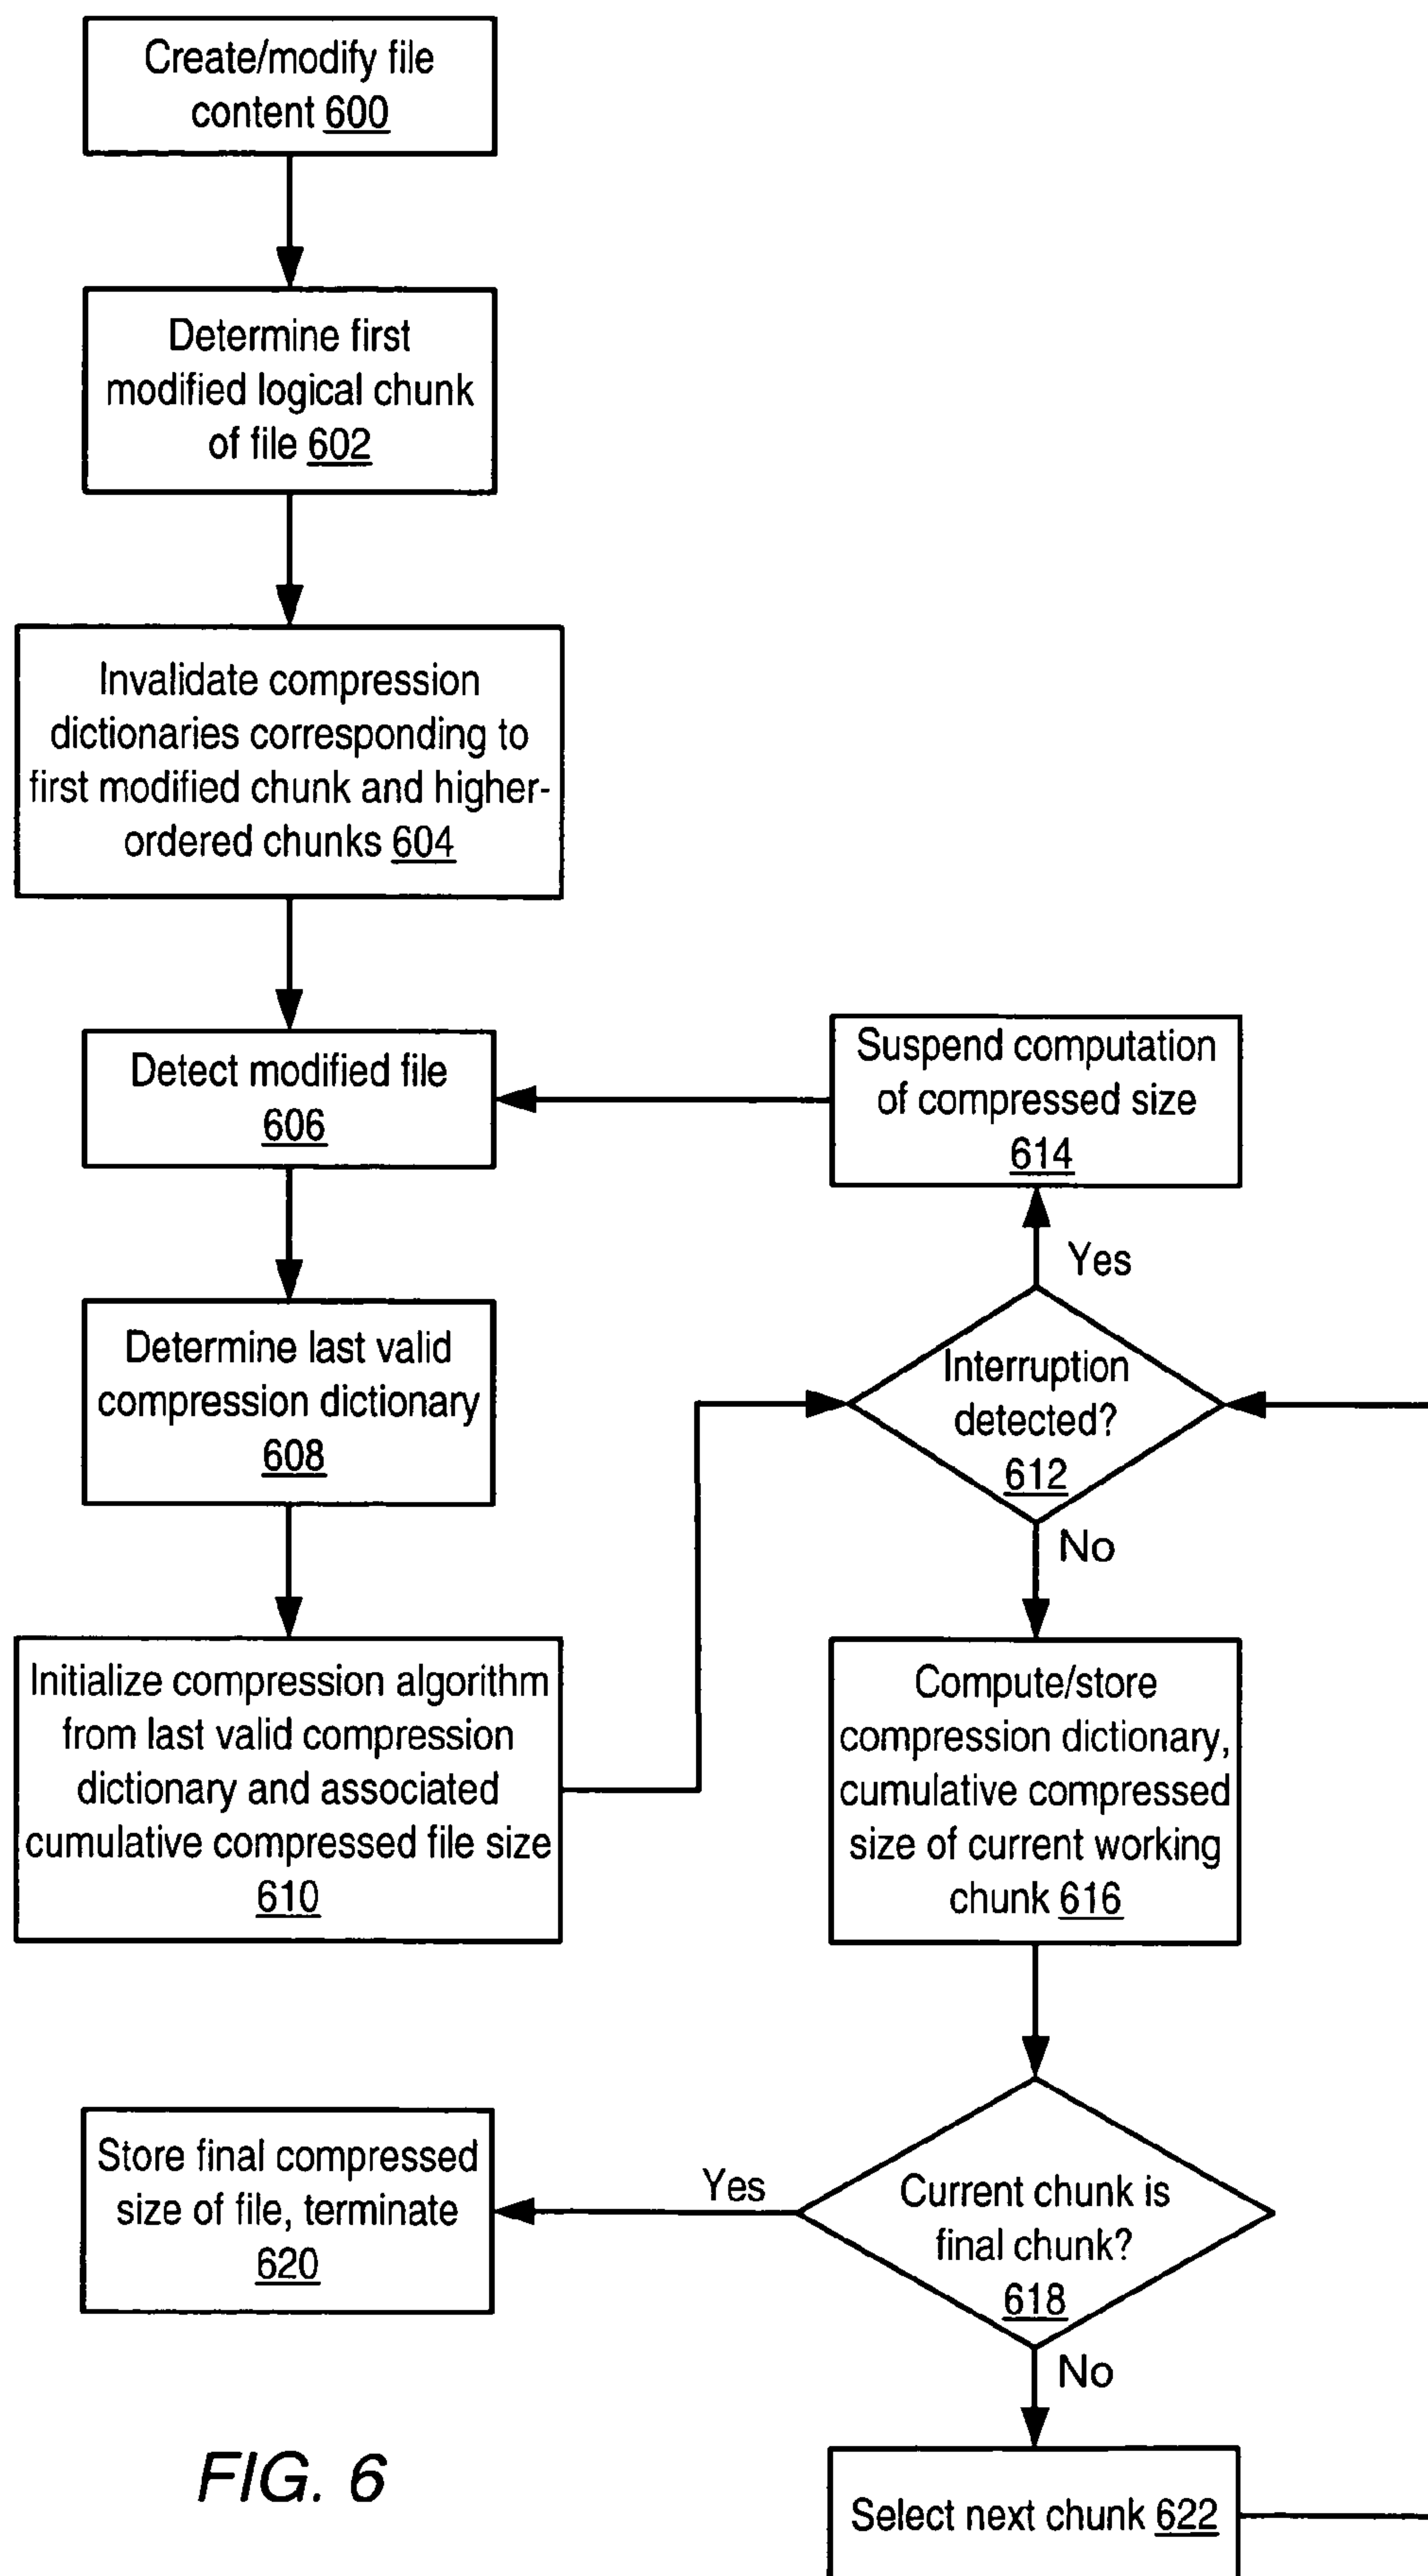 Create/modify file
content 600
Determine first
modified logical chunk
of file 602
Invalidate compression
dictionaries corresponding to
first modified chunk and higher-
ordered chunks 604
Detect modified file
606
Determine last valid
compression dictionary
608
Initialize compression algorithm
from last valid compression
dictionary and associated
cumulative compressed file size
610
Suspend computation
of compressed size
614
Yes
Interruption
detected?
612
No
Compute/store
compression dictionary,
cumulative compressed
size of current working
chunk 616
Current chunk is
final chunk?
618
Yes
Store final compressed
size of file, terminate
620
No
Select next chunk 622
FIG. 6